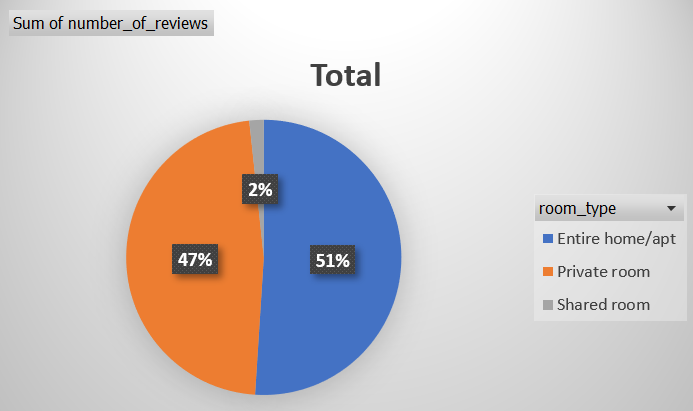 Sum of number_of_reviews
Total
2%
47%
51%
room_type
Entire home/apt
Private room
Shared room